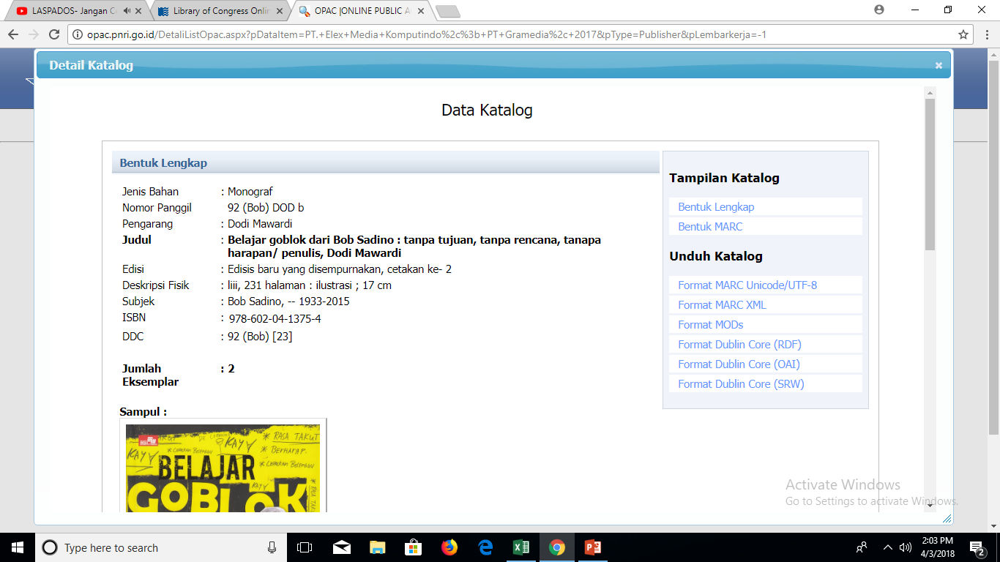 LASPADOS- Jangan C
Library of Congress Onlin
OPAC |ONLINE PUBLIC A
opac.pnri.go.id/DetaliListOpac.aspx?pDataItem=PT.+Elex+Media+Komputindo%2c%3b+PT+Gramedia%2c+2017&pType=Publisher&pLembarkerja=-1
Detail Katalog
Data Katalog
Bentuk Lengkap
Jenis Bahan : Monograf
Nomor Panggil 92 (Bob) DOD b
Pengarang : Dodi Mawardi
Judul : Belajar goblok dari Bob Sadino : tanpa tujuan, tanpa rencana, tanapa
harapan/ penulis, Dodi Mawardi
Edisi : Edisis baru yang disempurnakan, cetakan ke- 2
Deskripsi Fisik : liii, 231 halaman : ilustrasi ; 17 cm
Subjek : Bob Sadino, -- 1933-2015
ISBN : 978-602-04-1375-4
DDC : 92 (Bob) [23]
Jumlah : 2
Eksemplar
Sampul :
KAYA
KAYA
* RASA TAKUT
* BERHARAP.
BELAJAR
KAYA
GOBLOK
Tampilan Katalog
Bentuk Lengkap
Bentuk MARC
Unduh Katalog
Format MARC Unicode/UTF-8
Format MARC XML
Format MODs
Format Dublin Core (RDF)
Format Dublin Core (OAI)
Format Dublin Core (SRW)
Activate Windows
Go to Settings to activate Windows.
Type here to search
2:03 PM
4/3/2018
2